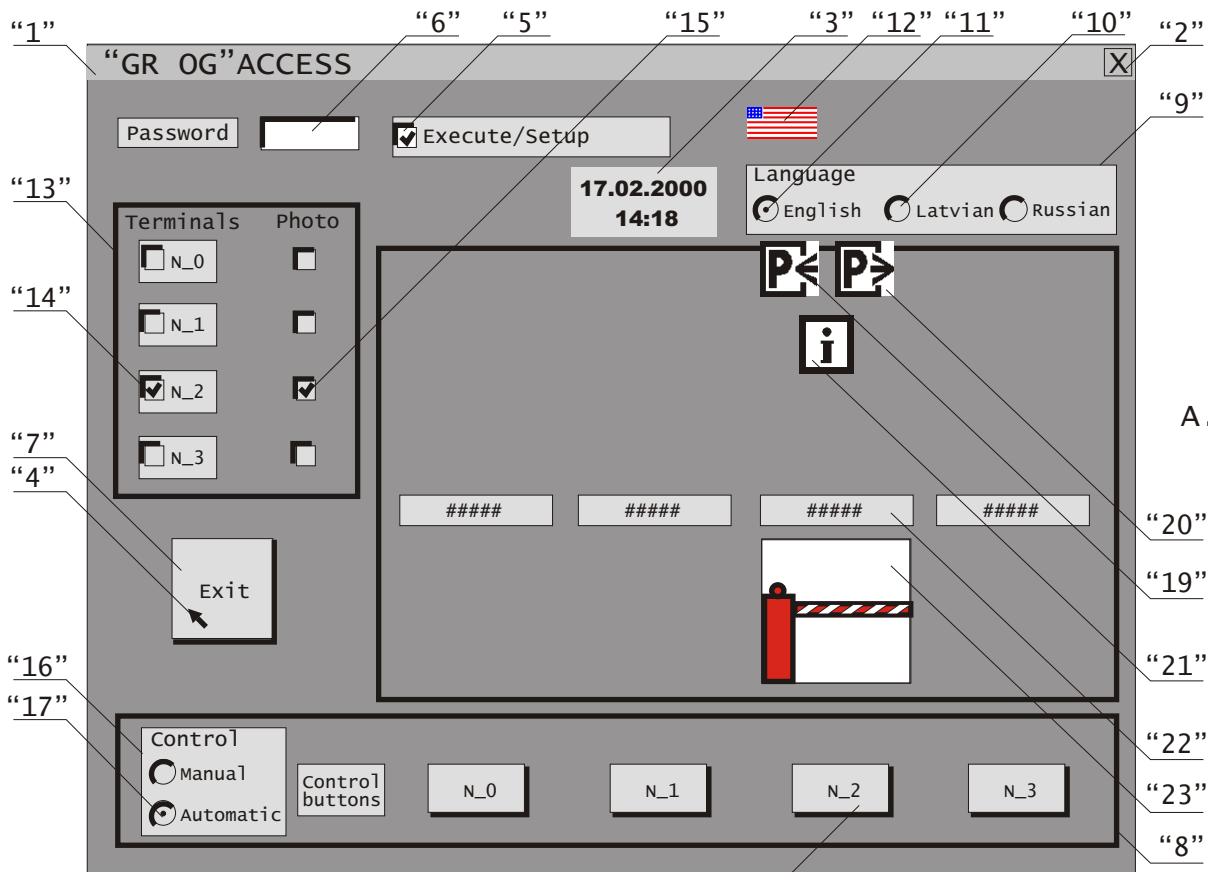 “1”
“6”
“5”
“15”
“3”
“12”
“11”
“10”
“2”
“GR OG”ACCESS
X
“9”
Password
Execute/Setup
17.02.2000
14:18
Language
English
Latvian
Russian
“13”
Terminals
Photo
N_0
P
P
“14”
N_1
i
N_2
A.
“7”
N_3
“4”
#####
#####
#####
#####
“20”
Exit
“19”
“16”
“21”
“17”
Control
“22”
Manual
Control
buttons
N_0
N_1
N_2
N_3
“23”
Automatic
“8”